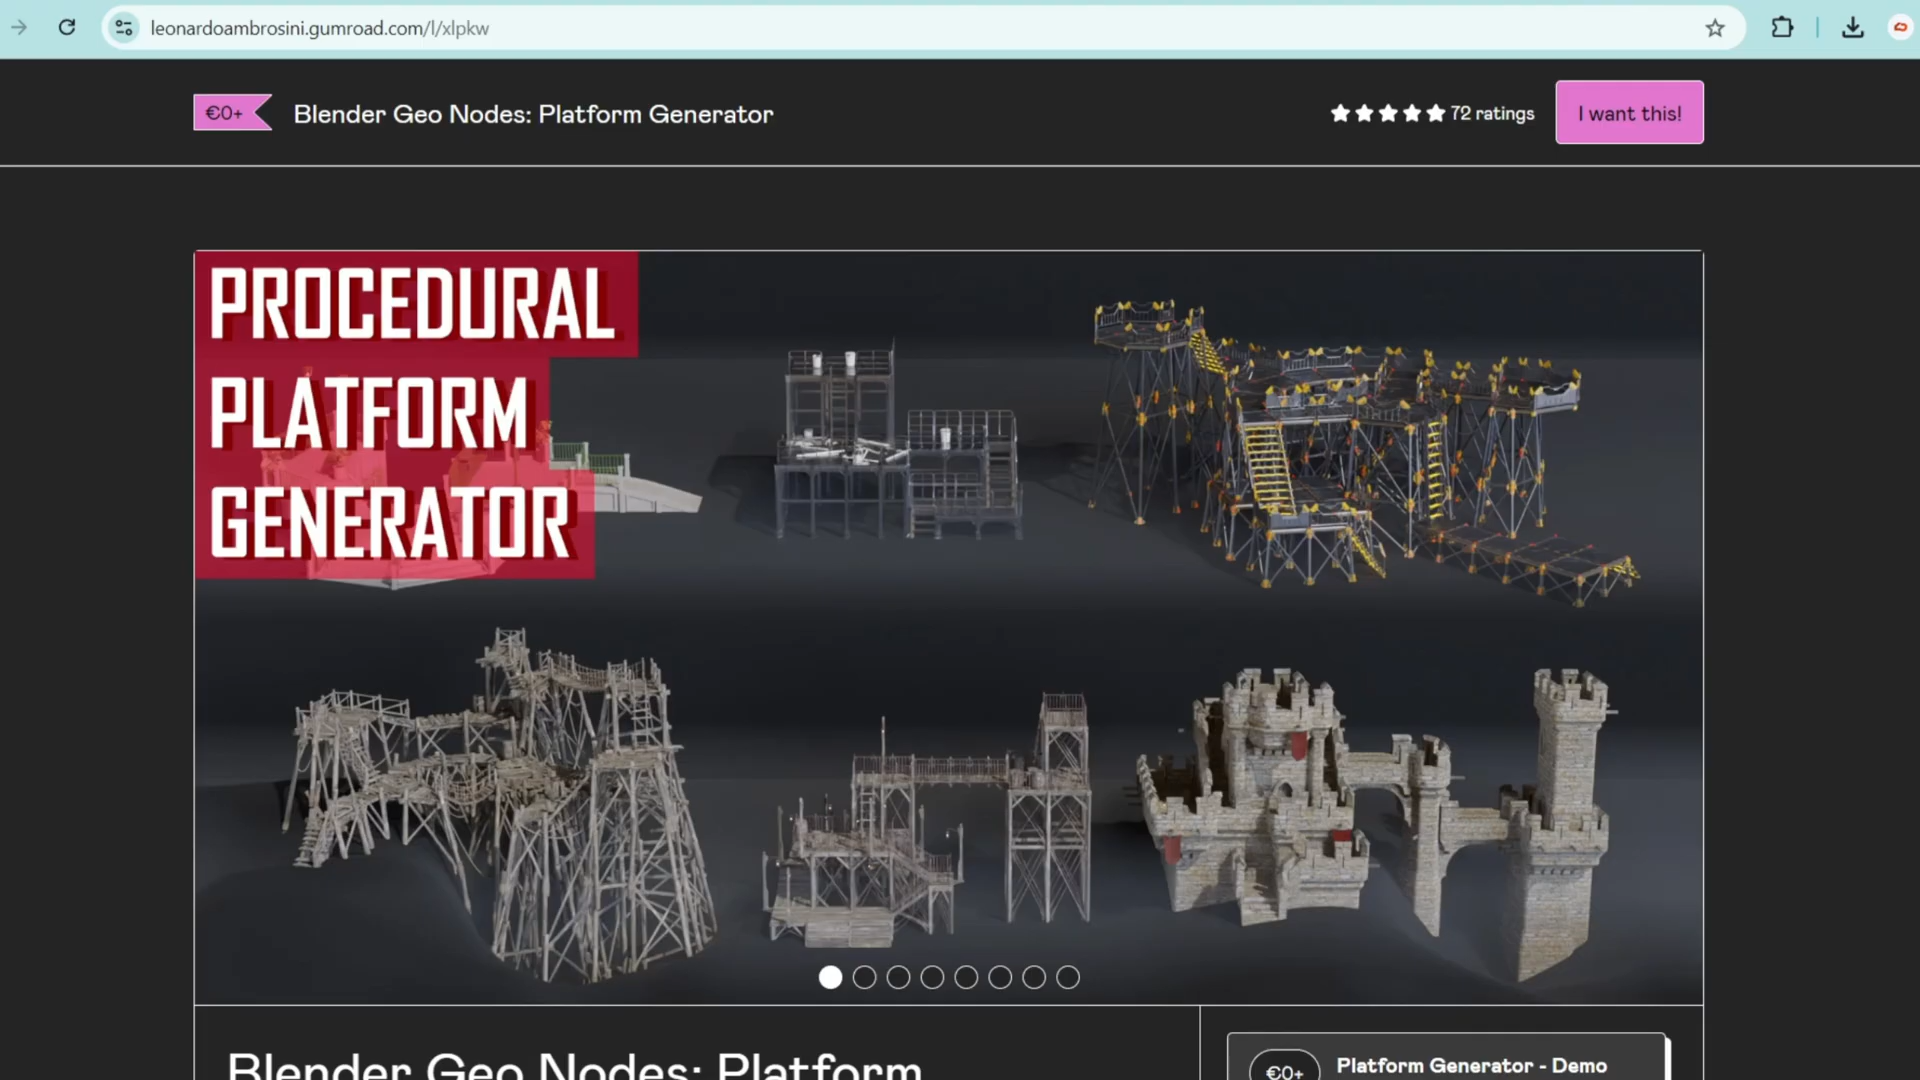 leonardoambrosini.gumroad.com/l/xlpkw
€0+
Blender Geo Nodes: Platform Generator
72 ratings
I want this!
PROCEDURAL
PLATFORM
GENERATOR
Blender Geo Nodes: Platform
€0+
Platform Generator - Demo